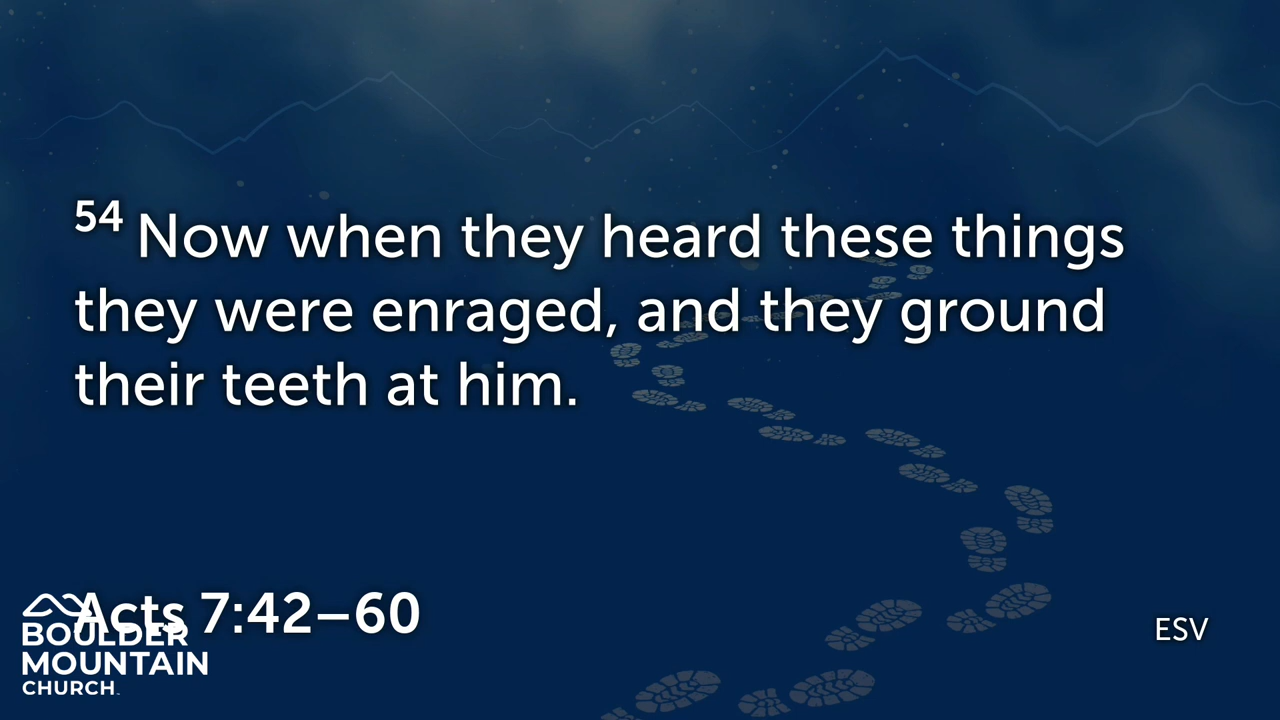 54 Now when they heard these things
they were enraged, and they ground
their teeth at him.
Acts 7:42–60
ESV
BOULDER
MOUNTAIN
CHURCH